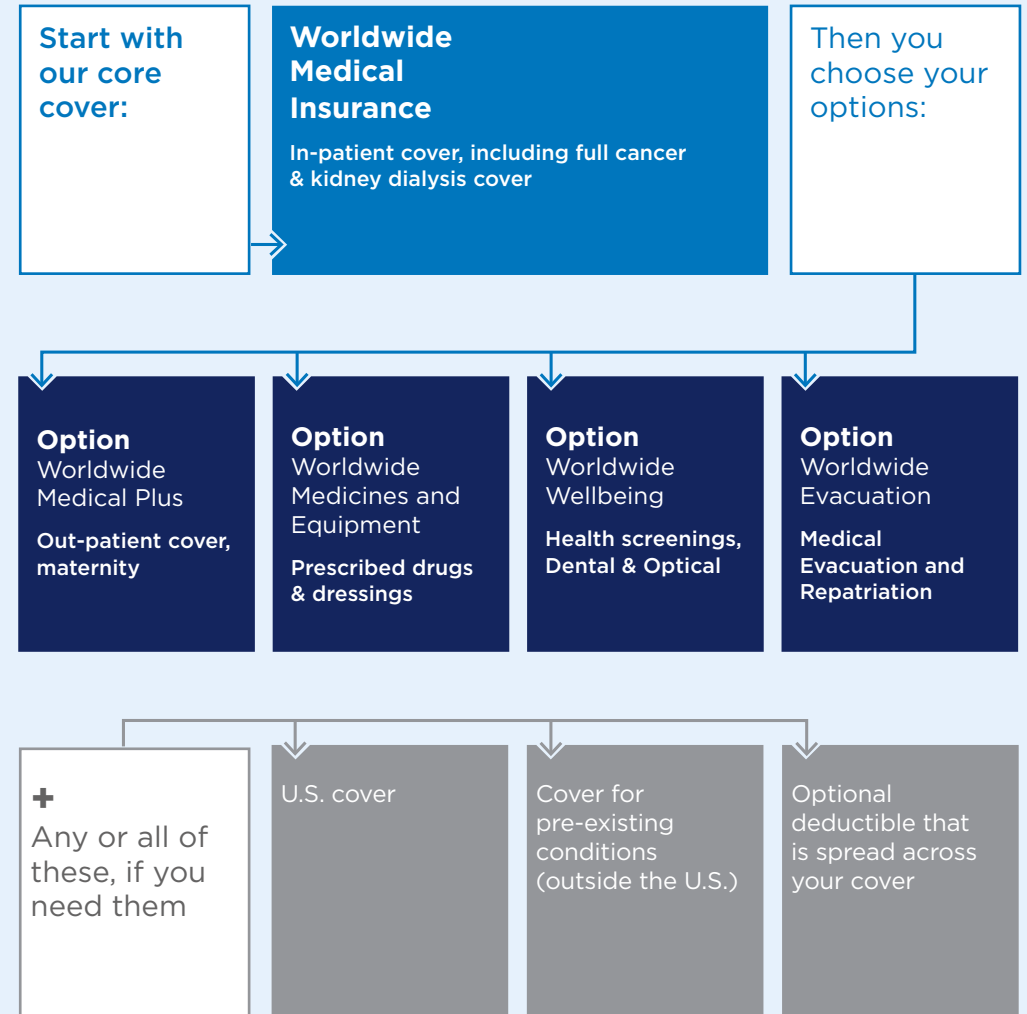 Start with
our core
cover:
Worldwide
Medical
Insurance
In-patient cover, including full cancer
& kidney dialysis cover
Then you
choose your
options:
Option
Worldwide
Medical Plus
Out-patient cover,
maternity
Option
Worldwide
Medicines and
Equipment
Prescribed drugs
& dressings
Option
Worldwide
Wellbeing
Health screenings,
Dental & Optical
Option
Worldwide
Evacuation
Medical
Evacuation and
Repatriation
+
Any or all of
these, if you
need them
U.S. cover
Cover for
pre-existing
conditions
(outside the U.S.)
Optional
deductible that
is spread across
your cover